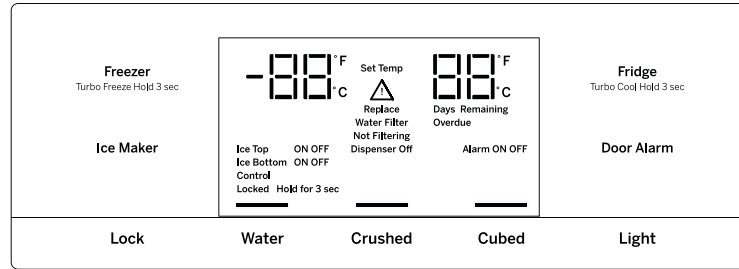 Freezer
Turbo Freeze Hold 3 sec
Ice Maker
-88 °F °C
Set Temp
!
Replace
Water Filter
Not Filtering
Dispenser Off
88 °F °C
Days Remaining
Overdue
Ice Top ON OFF
Ice Bottom ON OFF
Control
Locked Hold for 3 sec
Alarm ON OFF
Fridge
Turbo Cool Hold 3 sec
Door Alarm
Lock Water Crushed Cubed Light